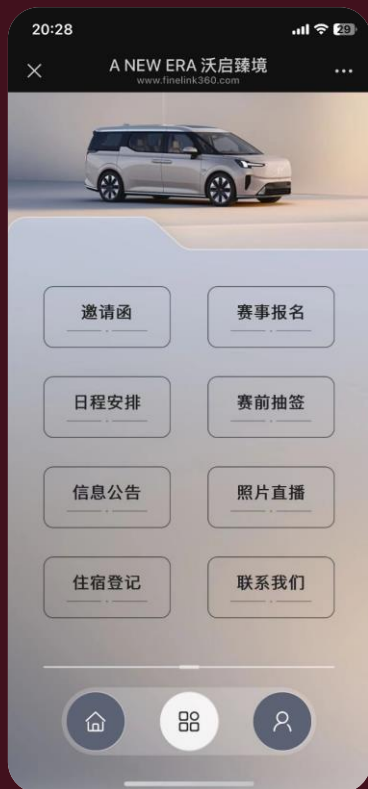 20:28
29
A NEW ERA 沃启臻境
www.finelink360.com
邀请函
赛事报名
日程安排
赛前抽签
信息公告
照片直播
住宿登记
联系我们